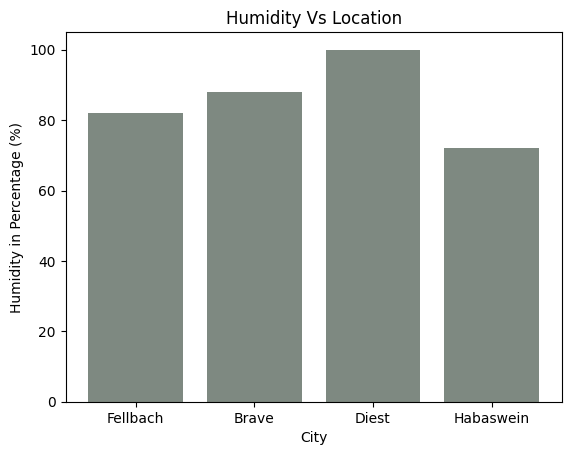 Humidity Vs Location
Humidity in Percentage (%)
100
80
60
40
20
0
Fellbach Brave Diest Habaswein
City